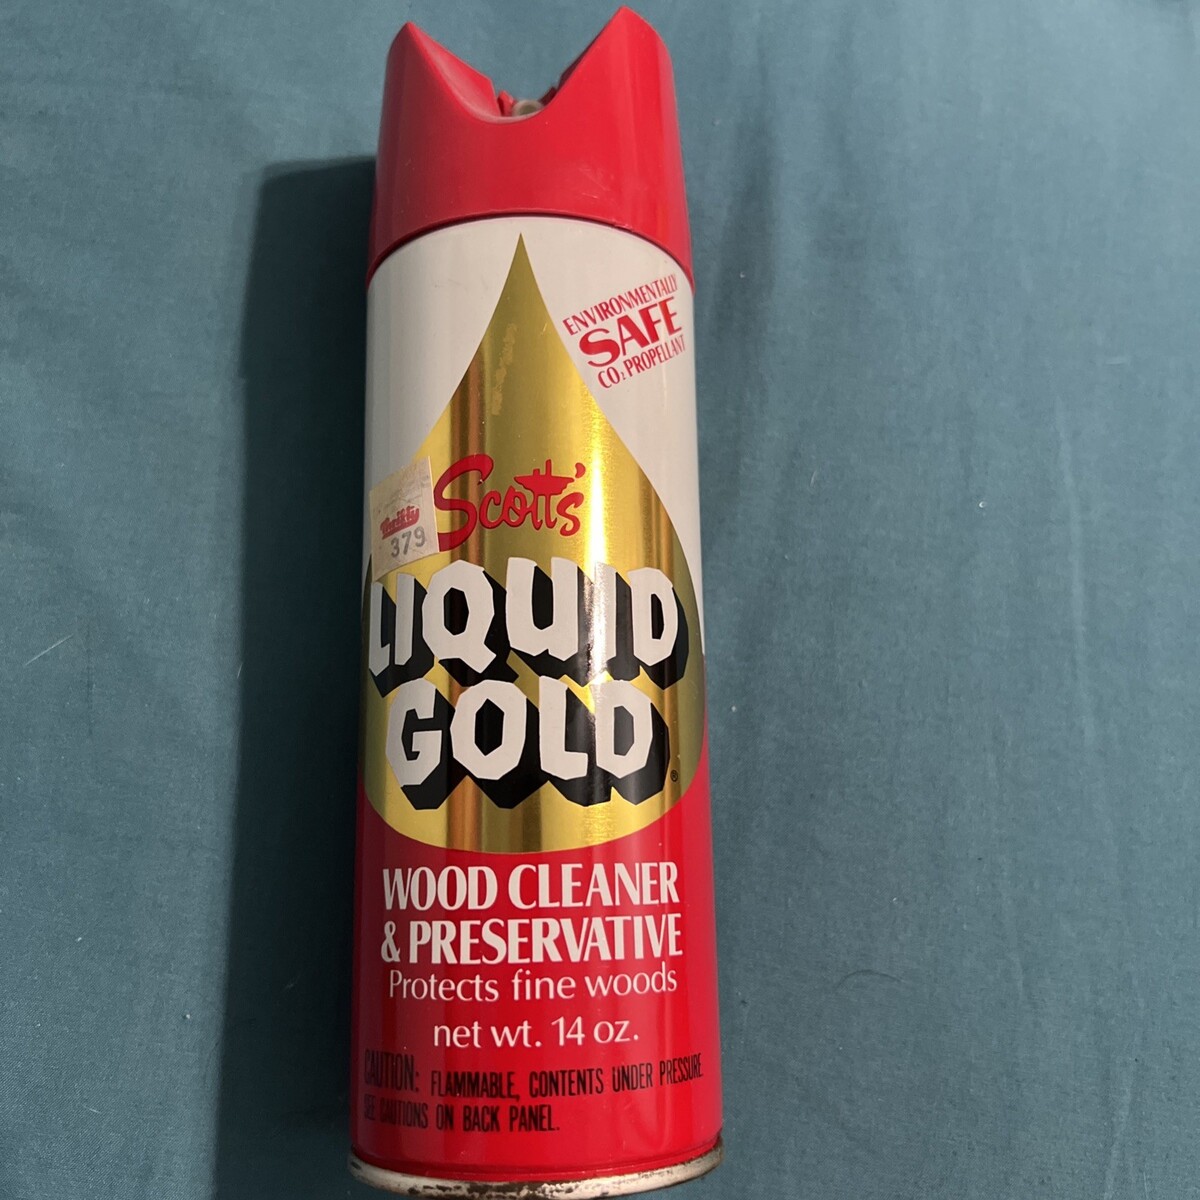 ENVIRONMENTALLY
SAFE
CO₂ PROPELLANT
Scott's
Thrifty
379
LIQUID
GOLD®
WOOD CLEANER
& PRESERVATIVE
Protects fine woods
net wt. 14 oz.
CAUTION: FLAMMABLE, CONTENTS UNDER PRESSURE.
SEE CAUTIONS ON BACK PANEL.